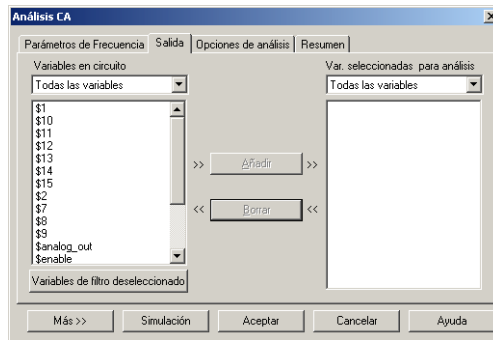 Análisis CA
Parámetros de Frecuencia Salida Opciones de análisis Resumen
Variables en circuito
Todas las variables
$1
$10
$11
$12
$13
$14
$15
$2
$7
$8
$9
$analog_out
$enable
Variables de filtro deseleccionado
>> Añadir >>
<< Borrar <<
Var. seleccionadas para análisis
Todas las variables
Más >> Simulación Aceptar Cancelar Ayuda